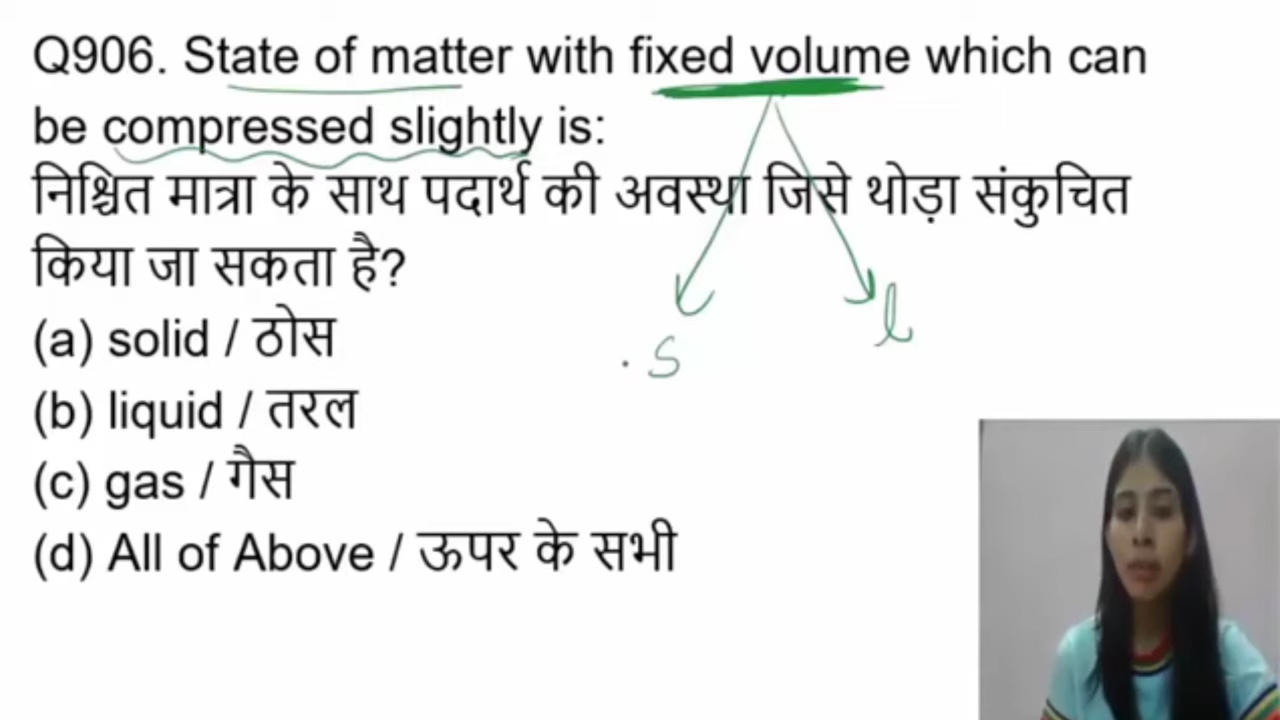 Q906. State of matter with fixed volume which can
be compressed slightly is:
निश्चित मात्रा के साथ पदार्थ की अवस्था जिसे थोड़ा संकुचित
किया जा सकता है?
(a) solid / ठोस
(b) liquid / तरल
(c) gas / गैस
(d) All of Above / ऊपर के सभी
s l